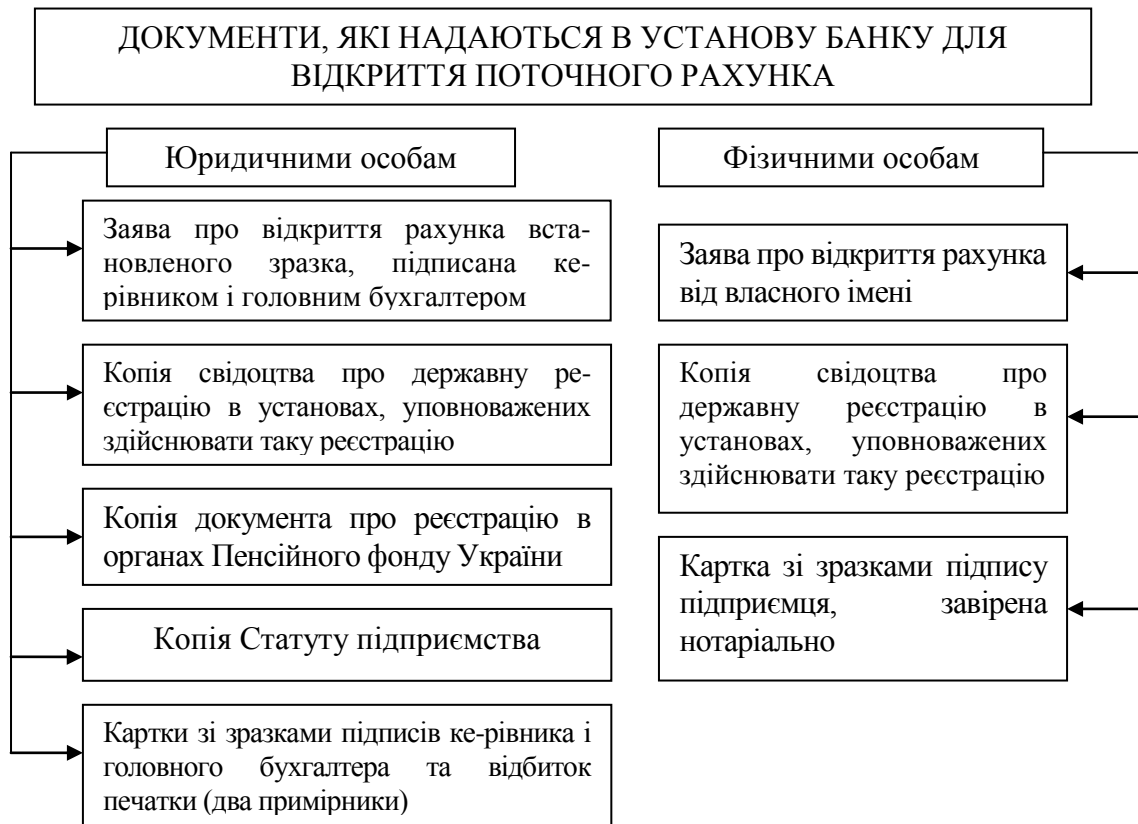 ДОКУМЕНТИ, ЯКІ НАДАЮТЬСЯ В УСТАНОВУ БАНКУ ДЛЯ
ВІДКРИТТЯ ПОТОЧНОГО РАХУНКА
Юридичними особам
Заява про відкриття рахунка вста-
новленого зразка, підписана ке-
рівником і головним бухгалтером
Копія свідоцтва про державну ре-
єстрацію в установах, уповноважених
здійснювати таку реєстрацію
Копія документа про реєстрацію в
органах Пенсійного фонду України
Копія Статуту підприємства
Картки зі зразками підписів ке-рівника і
головного бухгалтера та відбиток
печатки (два примірники)
Фізичними особам
Заява про відкриття рахунка
від власного імені
Копія свідоцтва про
державну реєстрацію в
установах, уповноважених
здійснювати таку реєстрацію
Картка зі зразками підпису
підприємця, завірена
нотаріально